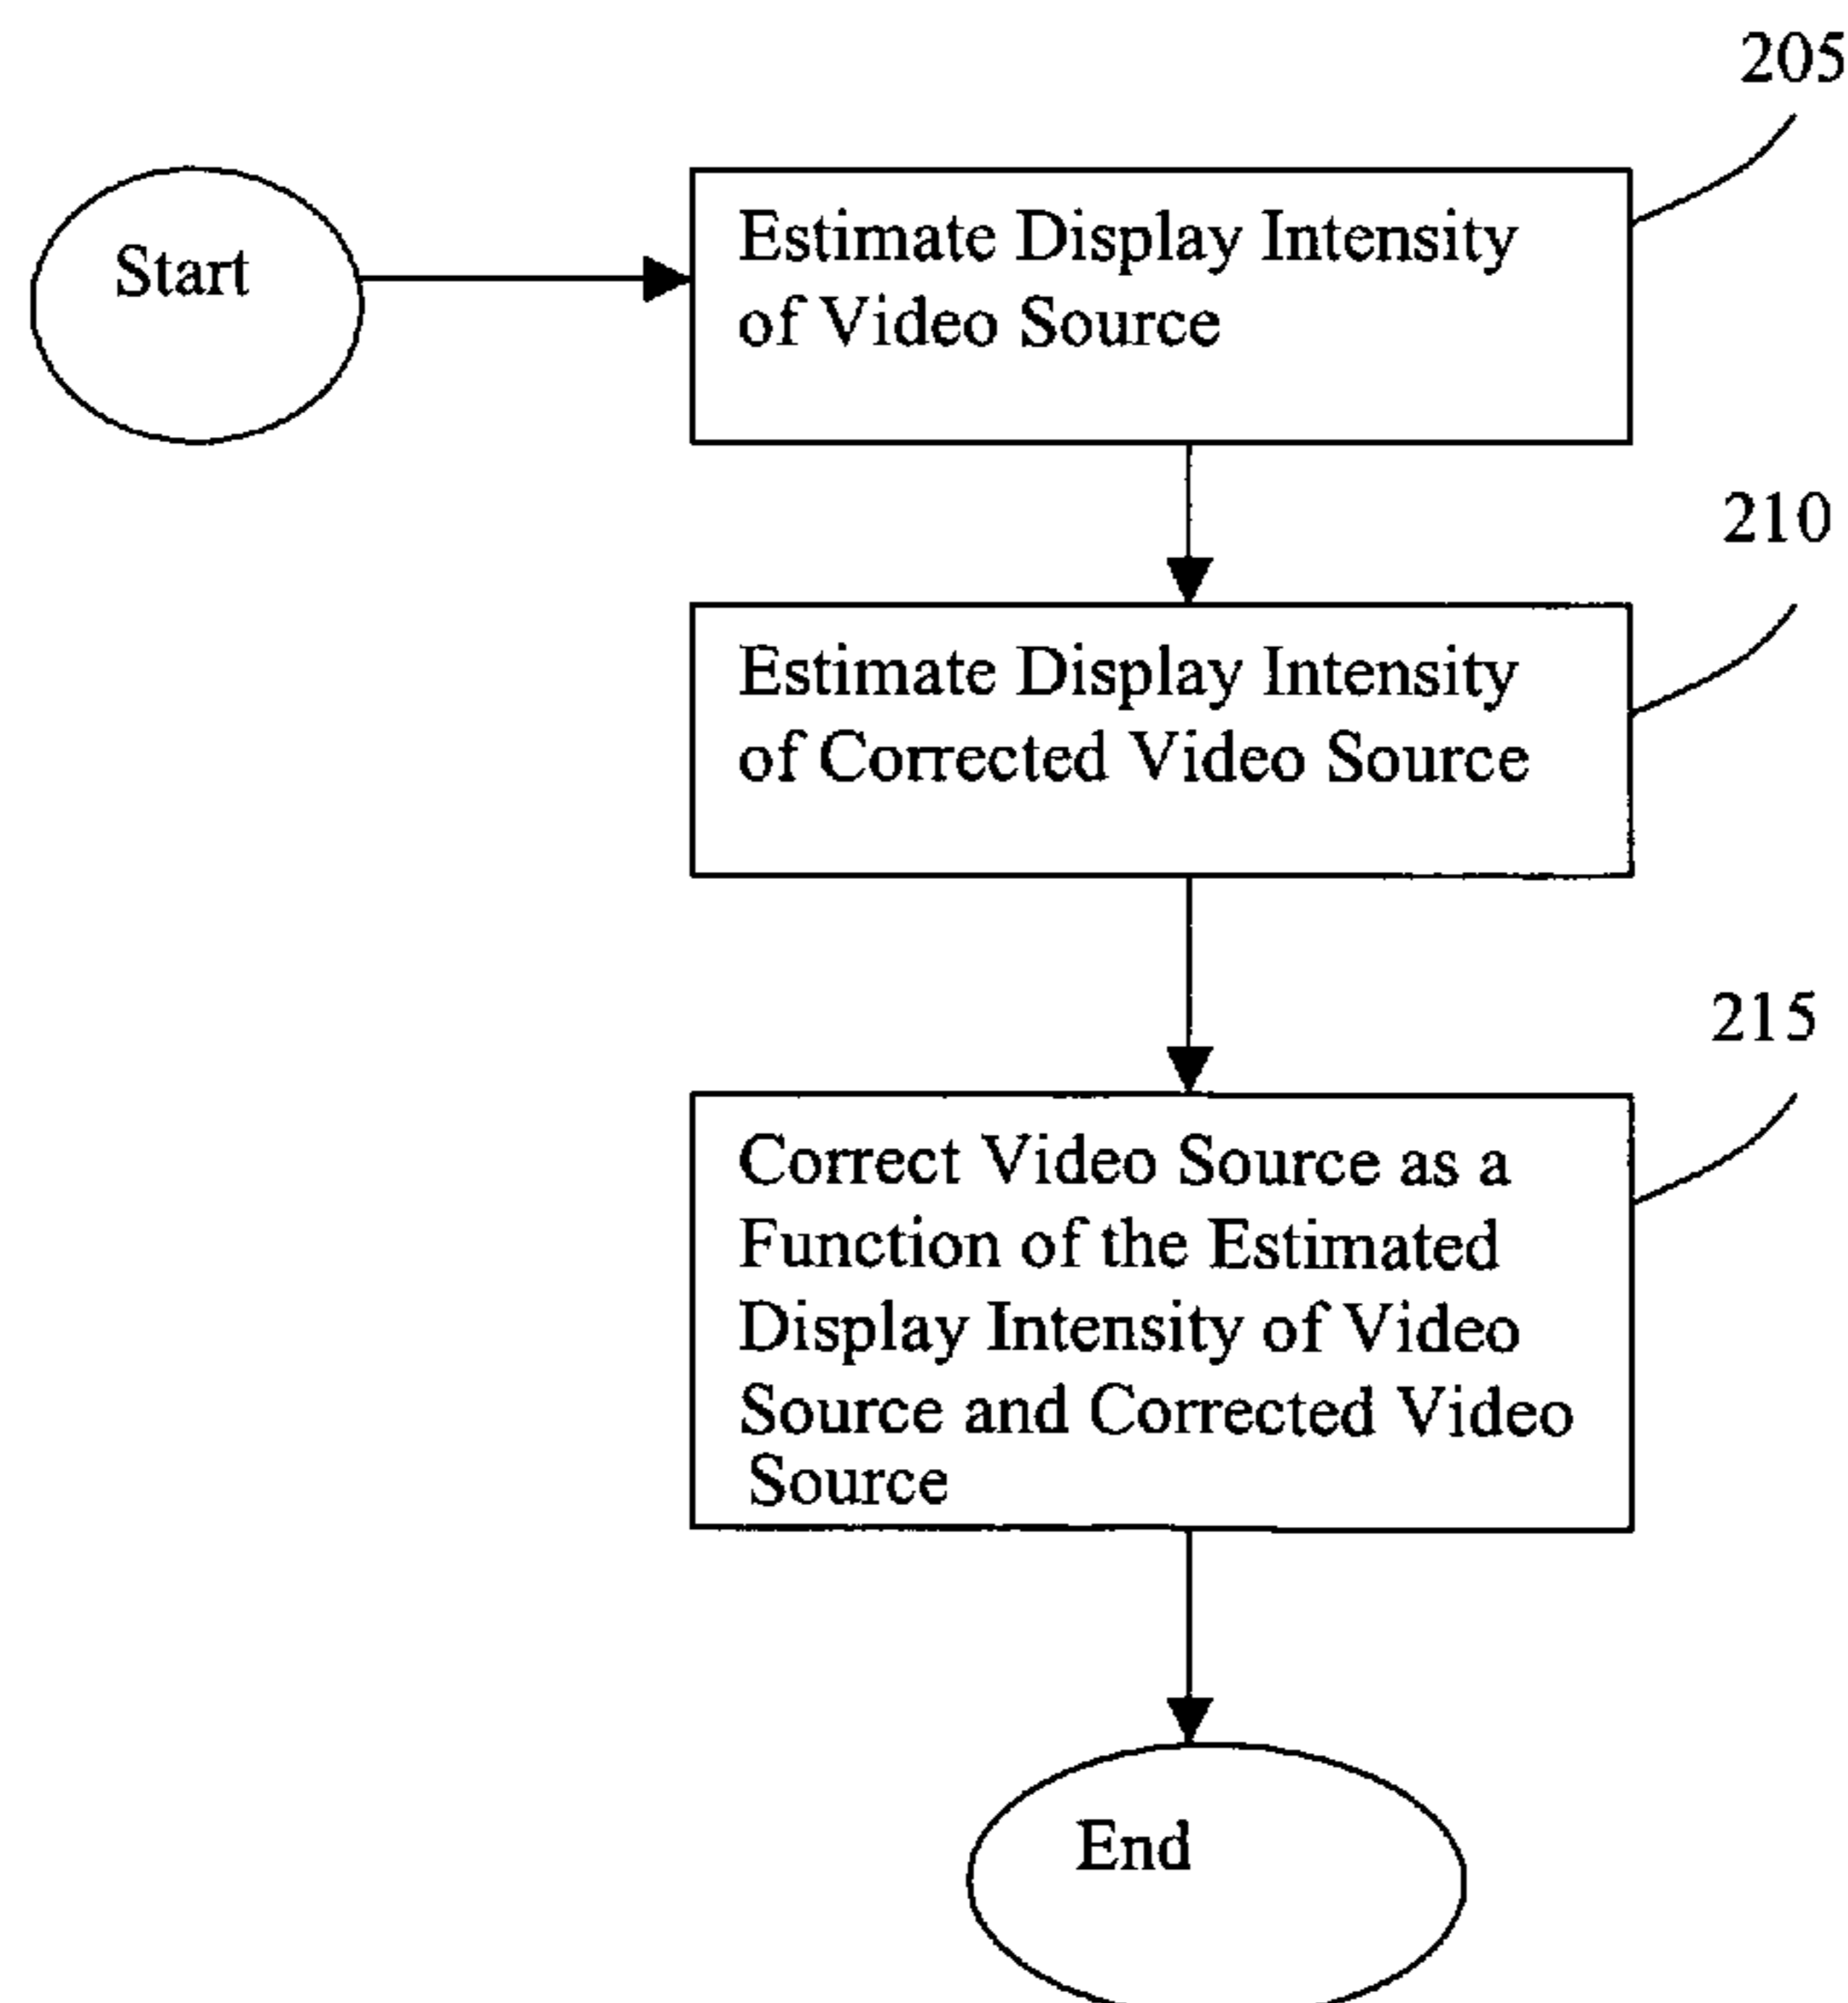 205
Start
Estimate Display Intensity
of Video Source
210
Estimate Display Intensity
of Corrected Video Source
215
Correct Video Source as a
Function of the Estimated
Display Intensity of Video
Source and Corrected Video
Source
End